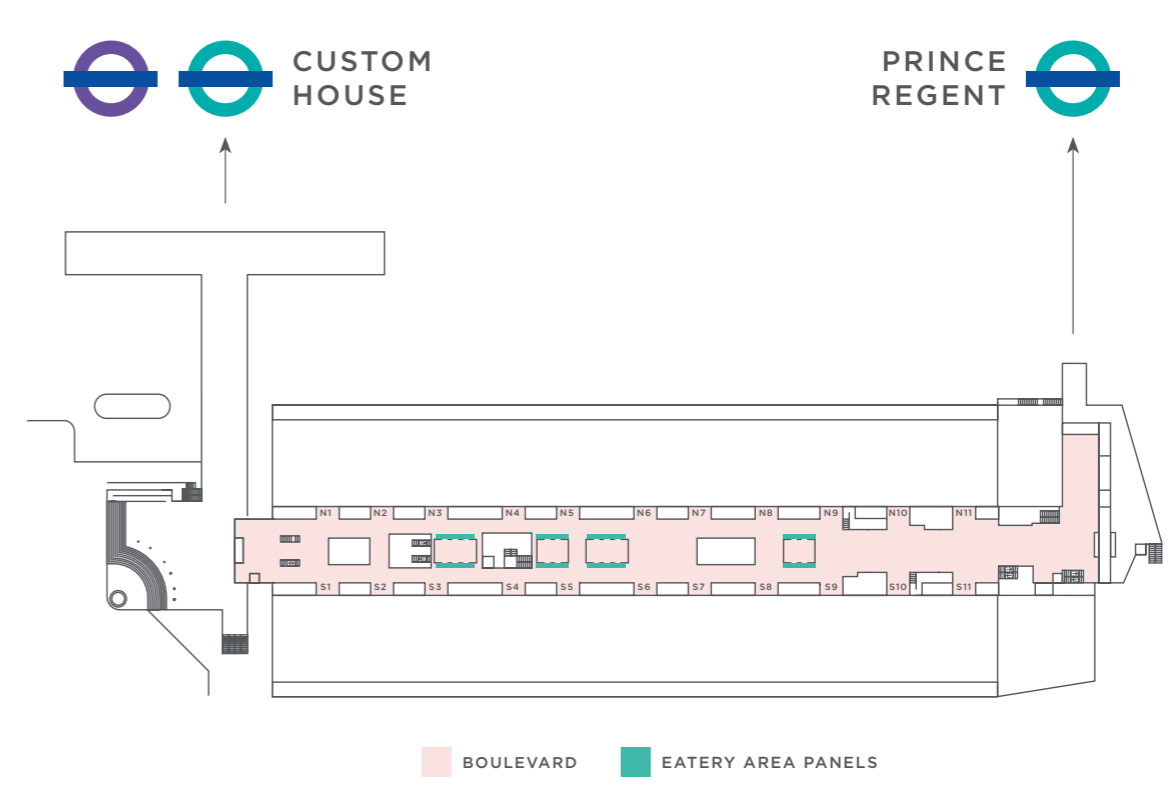 CUSTOM
HOUSE
PRINCE
REGENT
N1 N2 N3 N4 N5 N6 N7 N8 N9 N10 N11
S1 S2 S3 S4 S5 S6 S7 S8 S9 S10 S11
BOULEVARD
EATERY AREA PANELS